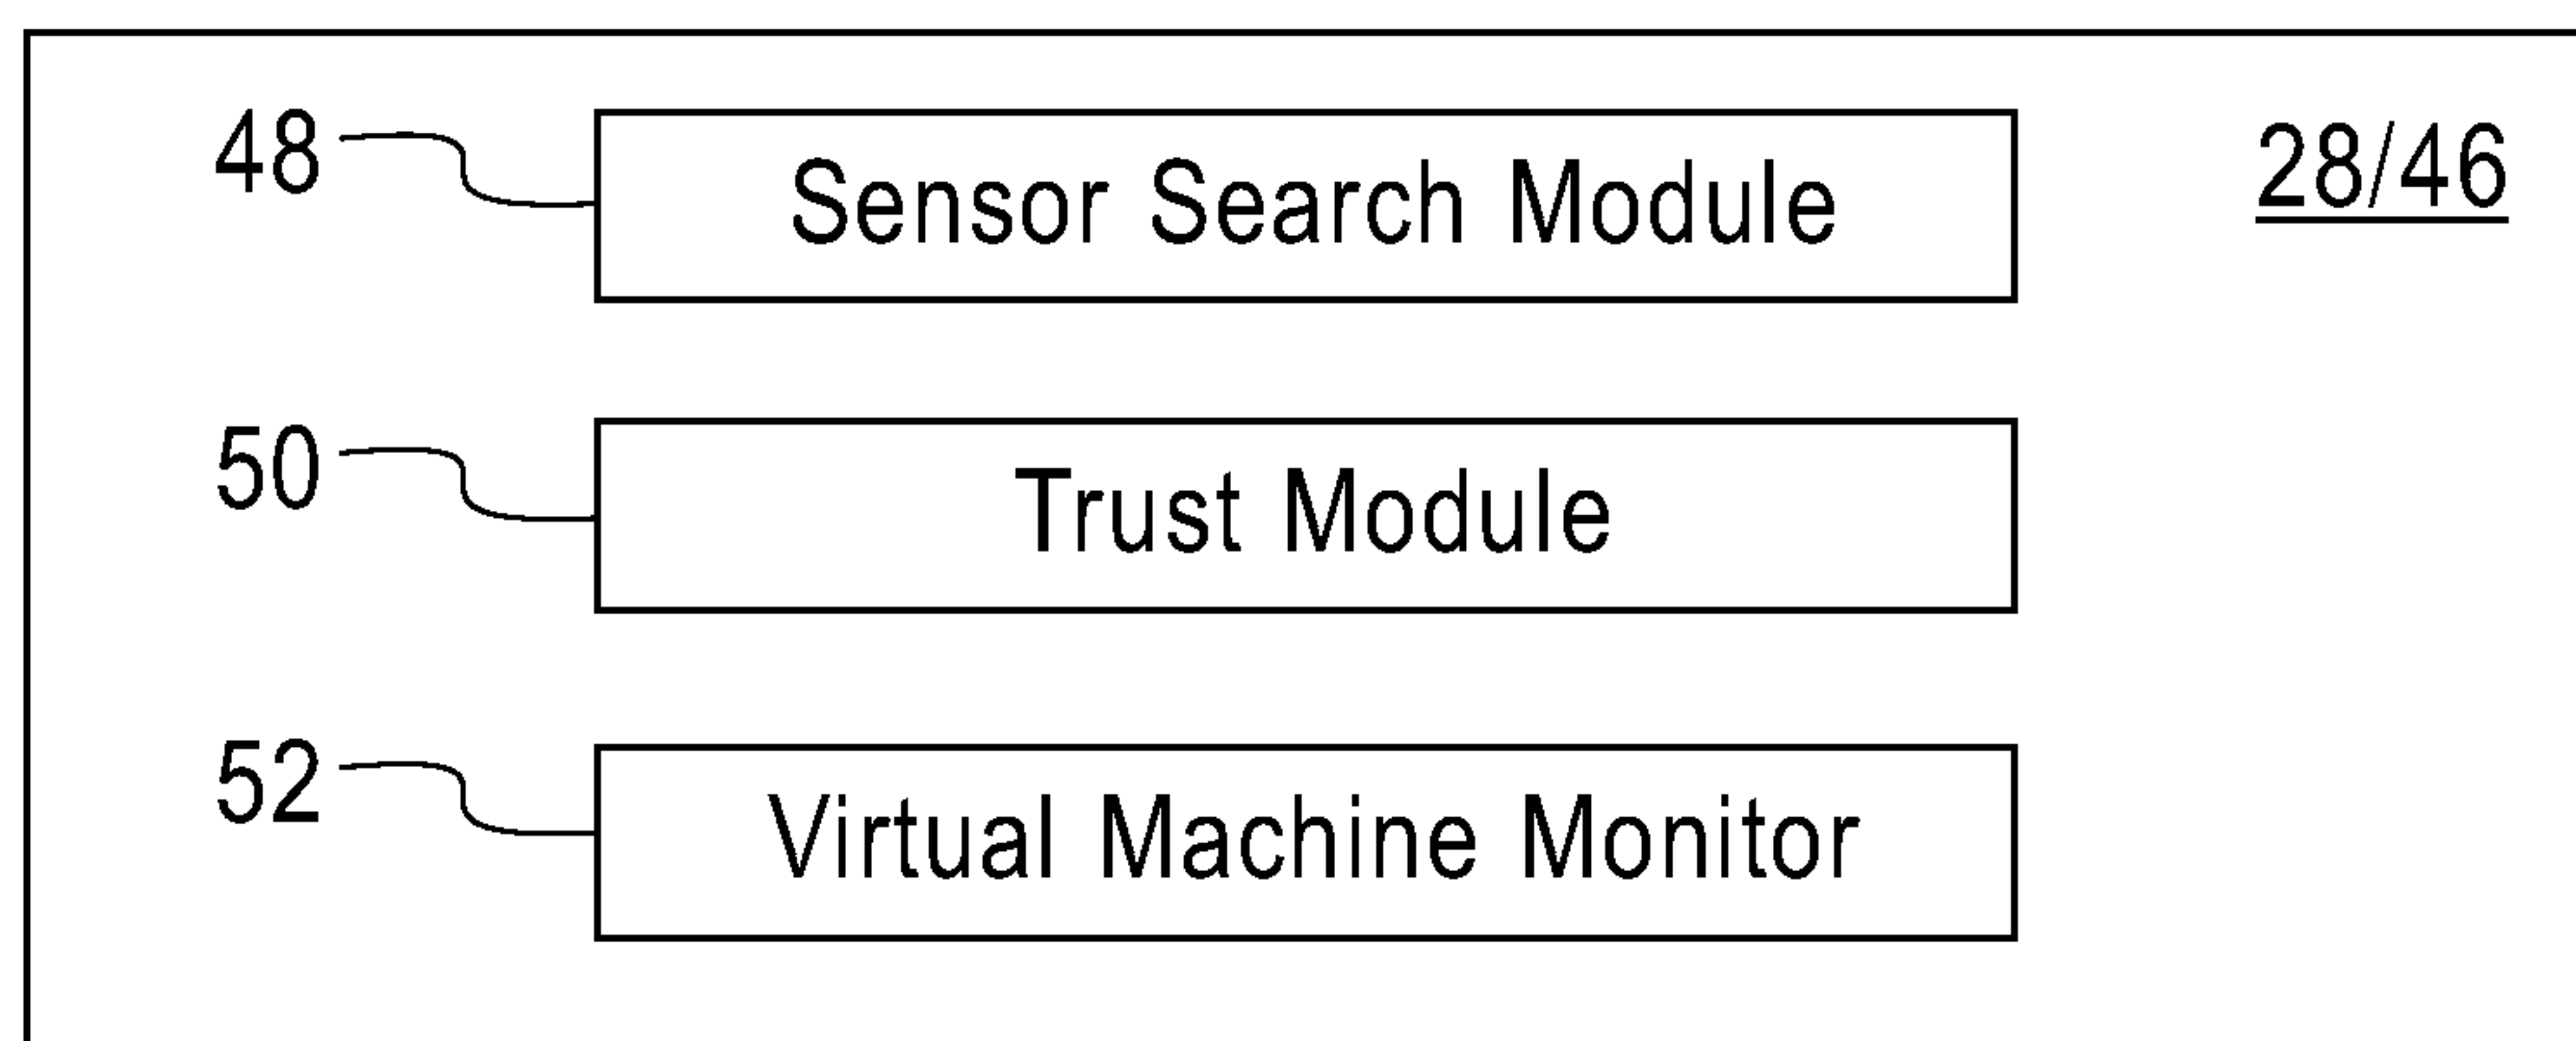 48 Sensor Search Module 28/46
50 Trust Module
52 Virtual Machine Monitor